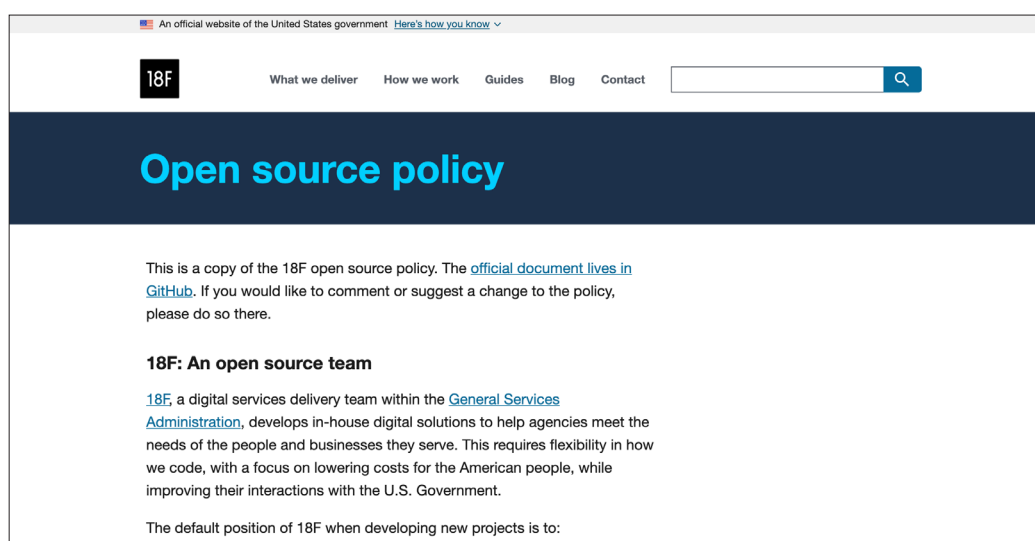 An official website of the United States government Here's how you know
18F What we deliver How we work Guides Blog Contact
Open source policy
This is a copy of the 18F open source policy. The official document lives in
GitHub. If you would like to comment or suggest a change to the policy,
please do so there.
18F: An open source team
18F, a digital services delivery team within the General Services
Administration, develops in-house digital solutions to help agencies meet the
needs of the people and businesses they serve. This requires flexibility in how
we code, with a focus on lowering costs for the American people, while
improving their interactions with the U.S. Government.
The default position of 18F when developing new projects is to: